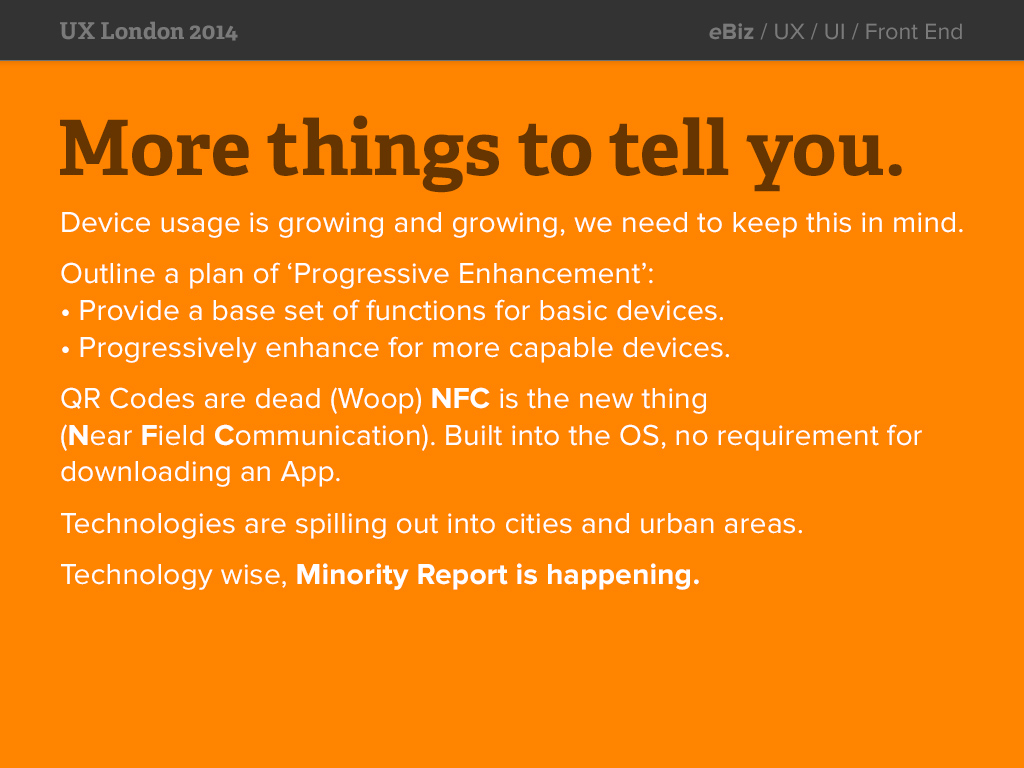 UX London 2014
eBiz / UX / UI / Front End
More things to tell you.
Device usage is growing and growing, we need to keep this in mind.
Outline a plan of ‘Progressive Enhancement’:
• Provide a base set of functions for basic devices.
• Progressively enhance for more capable devices.
QR Codes are dead (Woop) NFC is the new thing
(Near Field Communication). Built into the OS, no requirement for
downloading an App.
Technologies are spilling out into cities and urban areas.
Technology wise, Minority Report is happening.